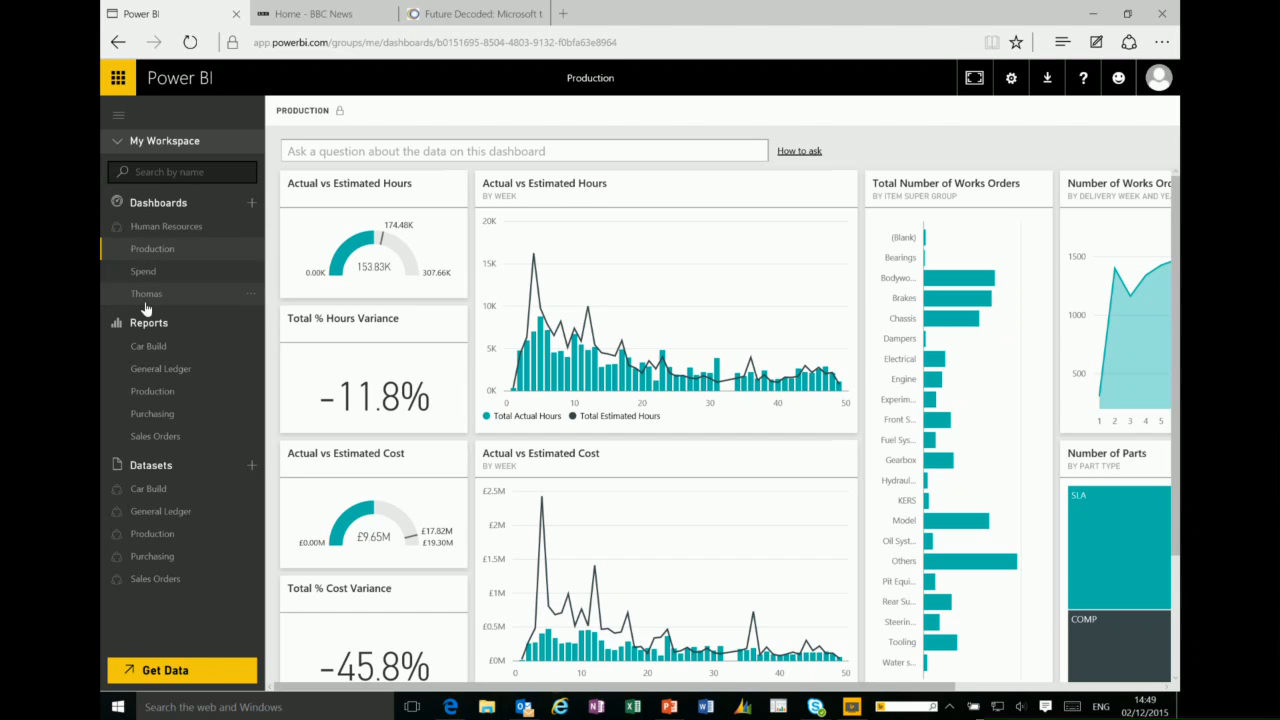 Power BI
Home - BBC News
Future Decoded: Microsoft t
app.powerbi.com/groups/me/dashboards/b0151695-8504-4803-9132-f0bfa63e8964
Power BI
Production
My Workspace
Search by name
Dashboards
Human Resources
Production
Spend
Thomas
Reports
Car Build
General Ledger
Production
Purchasing
Sales Orders
Datasets
Car Build
General Ledger
Production
Purchasing
Sales Orders
Get Data
PRODUCTION
Ask a question about the data on this dashboard
How to ask
Actual vs Estimated Hours
174.48K
153.83K
0.00K
307.66K
Total % Hours Variance
-11.8%
Actual vs Estimated Cost
£17.82M
£9.65M
£0.00M
£19.30M
Total % Cost Variance
-45.8%
Actual vs Estimated Hours
BY WEEK
20K
15K
10K
5K
0K
0 10 20 30 40 50
Total Actual Hours Total Estimated Hours
Actual vs Estimated Cost
BY WEEK
£2.5M
£2M
£1.5M
£1M
£0.5M
£0M
0 10 20 30 40 50
Total Number of Works Orders
BY ITEM SUPER GROUP
(Blank)
Bearings
Bodywo...
Brakes
Chassis
Dampers
Electrical
Engine
Experim...
Front S...
Fuel Sys...
Gearbox
Hydraul...
KERS
Model
Oil Syst...
Others
Pit Equi...
Rear Su...
Steerin...
Tooling
Water s...
Number of Works Orc
BY DELIVERY WEEK AND YEA
1500
1000
500
1 2 3 4 5
Number of Parts
BY PART TYPE
SLA
COMP
Search the web and Windows
ENG
14:49
02/12/2015